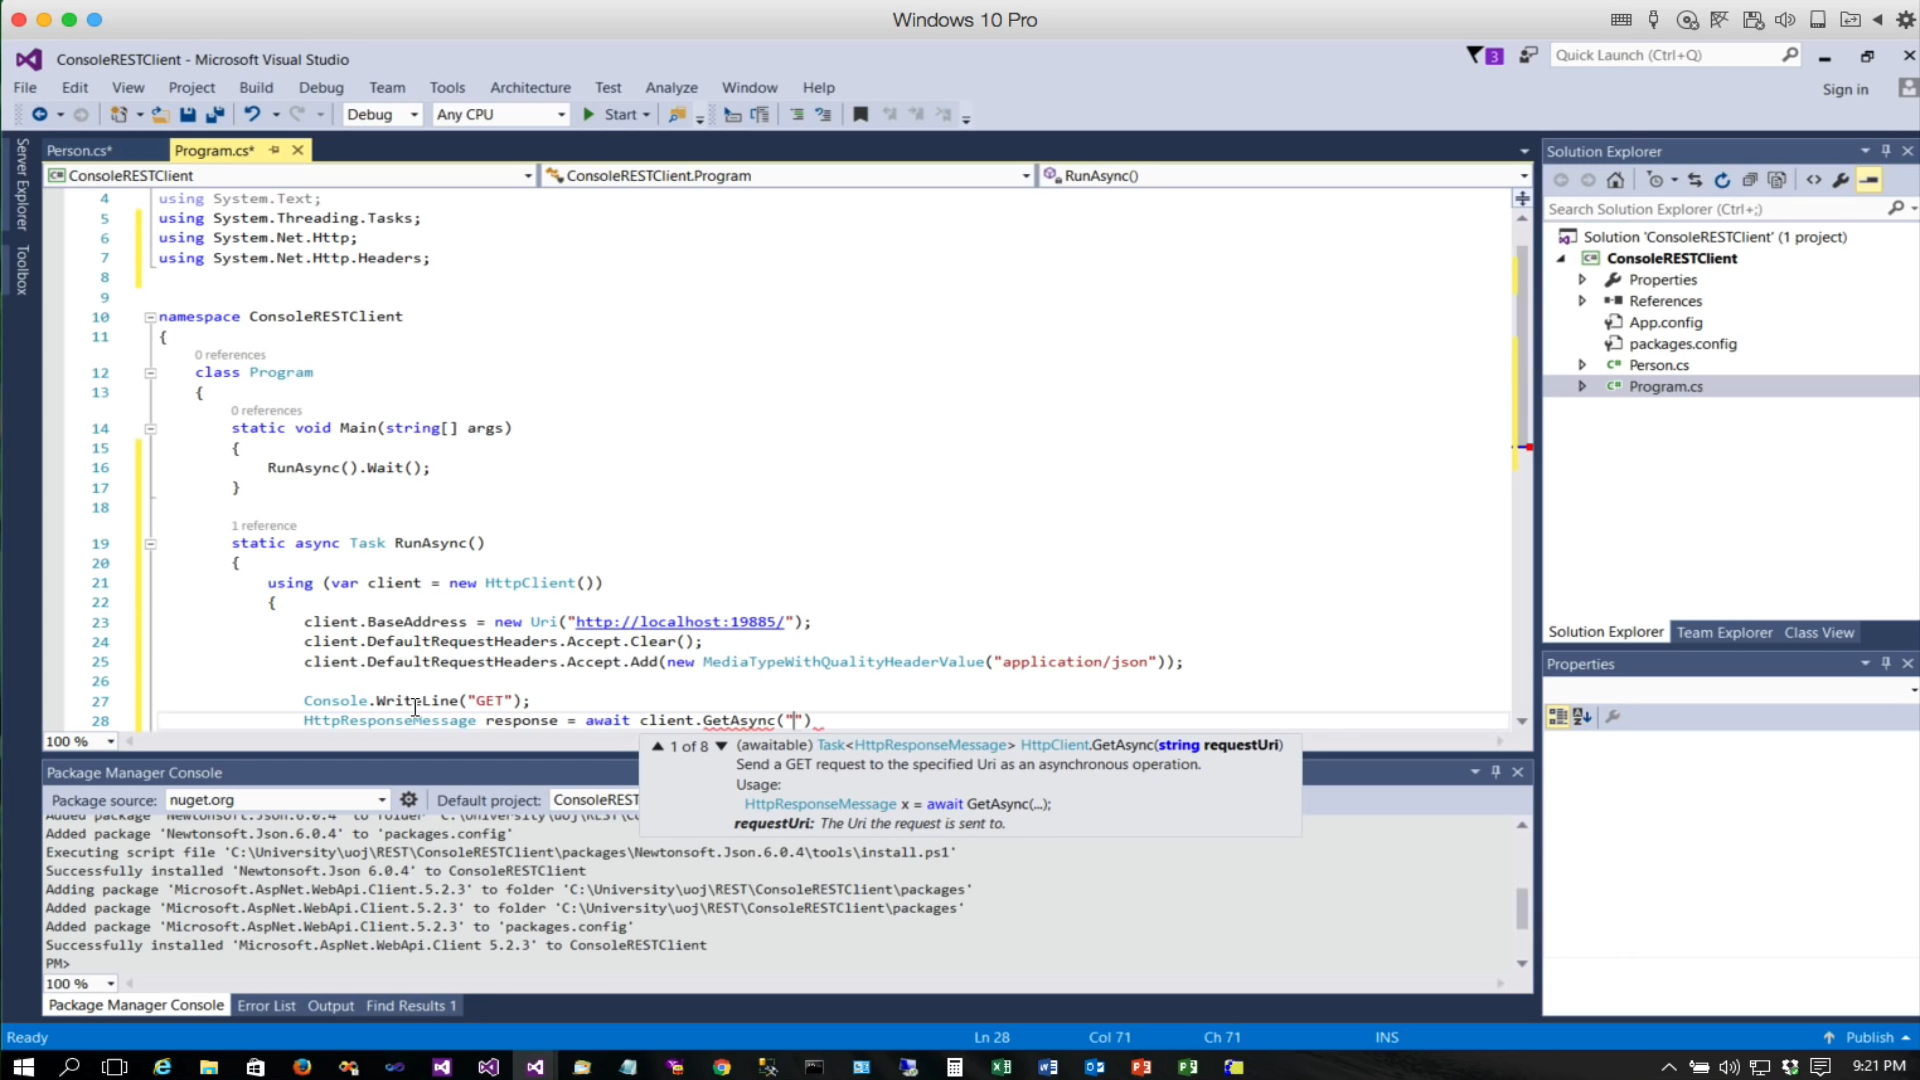 Windows 10 Pro
ConsoleRESTClient - Microsoft Visual Studio
3
Quick Launch (Ctrl+Q)
File Edit View Project Build Debug Team Tools Architecture Test Analyze Window Help
Sign in
Debug Any CPU Start
Server Explorer
Toolbox
Person.cs* Program.cs*
ConsoleRESTClient ConsoleRESTClient.Program RunAsync()
4 using System.Text;
5 using System.Threading.Tasks;
6 using System.Net.Http;
7 using System.Net.Http.Headers;
8
9
10 namespace ConsoleRESTClient
11 {
0 references
12 class Program
13 {
0 references
14 static void Main(string[] args)
15 {
16 RunAsync().Wait();
17 }
18
1 reference
19 static async Task RunAsync()
20 {
21 using (var client = new HttpClient())
22 {
23 client.BaseAddress = new Uri("http://localhost:19885/");
24 client.DefaultRequestHeaders.Accept.Clear();
25 client.DefaultRequestHeaders.Accept.Add(new MediaTypeWithQualityHeaderValue("application/json"));
26
27 Console.WriteLine("GET");
28 HttpResponseMessage response = await client.GetAsync("")
100 %
1 of 8 (awaitable) Task<HttpResponseMessage> HttpClient.GetAsync(string requestUri)
Send a GET request to the specified Uri as an asynchronous operation.
Usage:
HttpResponseMessage x = await GetAsync(...);
requestUri: The Uri the request is sent to.
Package Manager Console
Package source: nuget.org Default project: ConsoleREST
Added package 'Newtonsoft.Json.6.0.4' to folder 'C:\University\uoj\REST\Co
Added package 'Newtonsoft.Json.6.0.4' to 'packages.config'
Executing script file 'C:\University\uoj\REST\ConsoleRESTClient\packages\Newtonsoft.Json.6.0.4\tools\install.ps1'
Successfully installed 'Newtonsoft.Json 6.0.4' to ConsoleRESTClient
Adding package 'Microsoft.AspNet.WebApi.Client.5.2.3' to folder 'C:\University\uoj\REST\ConsoleRESTClient\packages'
Added package 'Microsoft.AspNet.WebApi.Client.5.2.3' to folder 'C:\University\uoj\REST\ConsoleRESTClient\packages'
Added package 'Microsoft.AspNet.WebApi.Client.5.2.3' to 'packages.config'
Successfully installed 'Microsoft.AspNet.WebApi.Client 5.2.3' to ConsoleRESTClient
PM>
100 %
Package Manager Console Error List Output Find Results 1
Solution Explorer
Search Solution Explorer (Ctrl+;)
Solution 'ConsoleRESTClient' (1 project)
ConsoleRESTClient
Properties
References
App.config
packages.config
Person.cs
Program.cs
Solution Explorer Team Explorer Class View
Properties
Ready Ln 28 Col 71 Ch 71 INS Publish
9:21 PM